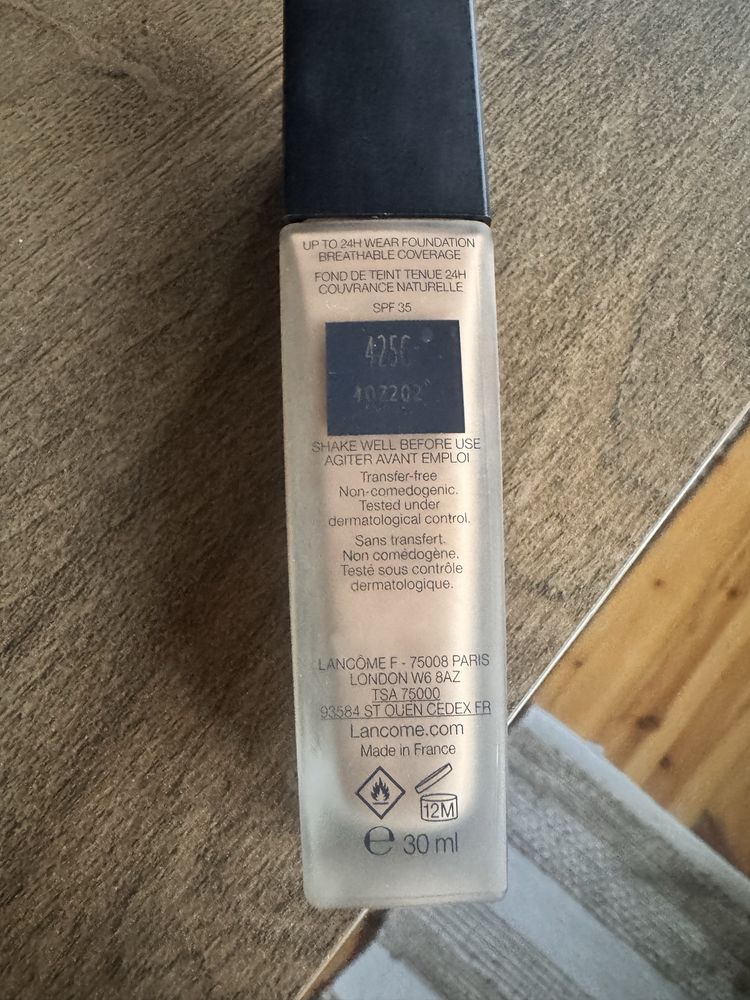 UP TO 24H WEAR FOUNDATION
BREATHABLE COVERAGE
FOND DE TEINT TENUE 24H
COUVRANCE NATURELLE
SPF 35
425C
SHAKE WELL BEFORE USE
AGITER AVANT EMPLOI
Transfer-free
Non-comedogenic.
Tested under
dermatological control.
Sans transfert.
Non comédogène.
Testé sous contrôle
dermatologique.
LANCÔME F - 75008 PARIS
LONDON W6 8AZ
TSA 75000
93584 ST OUEN CEDEX FR
Lancome.com
Made in France
12M
℮ 30 ml